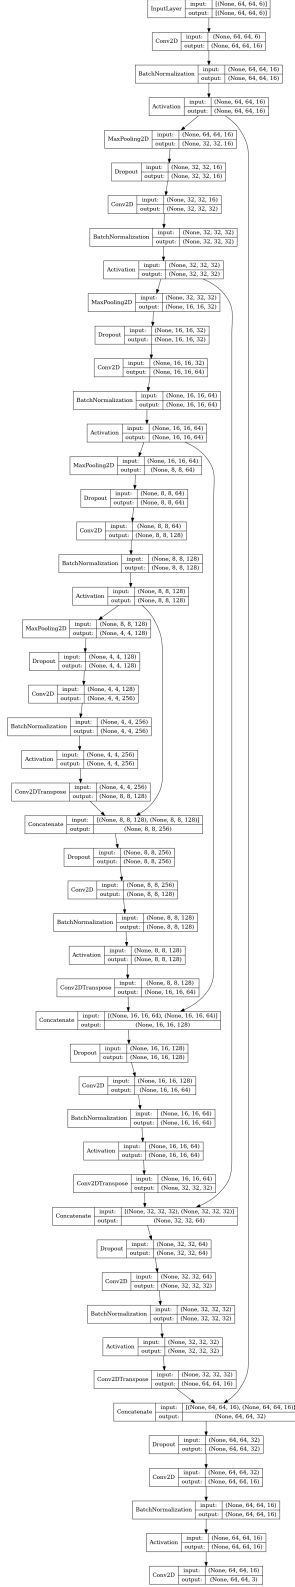 InputLayer input: [(None, 64, 64, 6)]
output: [(None, 64, 64, 6)]
Conv2D input: (None, 64, 64, 6)
output: (None, 64, 64, 16)
BatchNormalization input: (None, 64, 64, 16)
output: (None, 64, 64, 16)
Activation input: (None, 64, 64, 16)
output: (None, 64, 64, 16)
MaxPooling2D input: (None, 64, 64, 16)
output: (None, 32, 32, 16)
Dropout input: (None, 32, 32, 16)
output: (None, 32, 32, 16)
Conv2D input: (None, 32, 32, 16)
output: (None, 32, 32, 32)
BatchNormalization input: (None, 32, 32, 32)
output: (None, 32, 32, 32)
Activation input: (None, 32, 32, 32)
output: (None, 32, 32, 32)
MaxPooling2D input: (None, 32, 32, 32)
output: (None, 16, 16, 32)
Dropout input: (None, 16, 16, 32)
output: (None, 16, 16, 32)
Conv2D input: (None, 16, 16, 32)
output: (None, 16, 16, 64)
BatchNormalization input: (None, 16, 16, 64)
output: (None, 16, 16, 64)
Activation input: (None, 16, 16, 64)
output: (None, 16, 16, 64)
MaxPooling2D input: (None, 16, 16, 64)
output: (None, 8, 8, 64)
Dropout input: (None, 8, 8, 64)
output: (None, 8, 8, 64)
Conv2D input: (None, 8, 8, 64)
output: (None, 8, 8, 128)
BatchNormalization input: (None, 8, 8, 128)
output: (None, 8, 8, 128)
Activation input: (None, 8, 8, 128)
output: (None, 8, 8, 128)
MaxPooling2D input: (None, 8, 8, 128)
output: (None, 4, 4, 128)
Dropout input: (None, 4, 4, 128)
output: (None, 4, 4, 128)
Conv2D input: (None, 4, 4, 128)
output: (None, 4, 4, 256)
BatchNormalization input: (None, 4, 4, 256)
output: (None, 4, 4, 256)
Activation input: (None, 4, 4, 256)
output: (None, 4, 4, 256)
Conv2DTranspose input: (None, 4, 4, 256)
output: (None, 8, 8, 128)
Concatenate input: [(None, 8, 8, 128), (None, 8, 8, 128)]
output: (None, 8, 8, 256)
Dropout input: (None, 8, 8, 256)
output: (None, 8, 8, 256)
Conv2D input: (None, 8, 8, 256)
output: (None, 8, 8, 128)
BatchNormalization input: (None, 8, 8, 128)
output: (None, 8, 8, 128)
Activation input: (None, 8, 8, 128)
output: (None, 8, 8, 128)
Conv2DTranspose input: (None, 8, 8, 128)
output: (None, 16, 16, 64)
Concatenate input: [(None, 16, 16, 64), (None, 16, 16, 64)]
output: (None, 16, 16, 128)
Dropout input: (None, 16, 16, 128)
output: (None, 16, 16, 128)
Conv2D input: (None, 16, 16, 128)
output: (None, 16, 16, 64)
BatchNormalization input: (None, 16, 16, 64)
output: (None, 16, 16, 64)
Activation input: (None, 16, 16, 64)
output: (None, 16, 16, 64)
Conv2DTranspose input: (None, 16, 16, 64)
output: (None, 32, 32, 32)
Concatenate input: [(None, 32, 32, 32), (None, 32, 32, 32)]
output: (None, 32, 32, 64)
Dropout input: (None, 32, 32, 64)
output: (None, 32, 32, 64)
Conv2D input: (None, 32, 32, 64)
output: (None, 32, 32, 32)
BatchNormalization input: (None, 32, 32, 32)
output: (None, 32, 32, 32)
Activation input: (None, 32, 32, 32)
output: (None, 32, 32, 32)
Conv2DTranspose input: (None, 32, 32, 32)
output: (None, 64, 64, 16)
Concatenate input: [(None, 64, 64, 16), (None, 64, 64, 16)]
output: (None, 64, 64, 32)
Dropout input: (None, 64, 64, 32)
output: (None, 64, 64, 32)
Conv2D input: (None, 64, 64, 32)
output: (None, 64, 64, 16)
BatchNormalization input: (None, 64, 64, 16)
output: (None, 64, 64, 16)
Activation input: (None, 64, 64, 16)
output: (None, 64, 64, 16)
Conv2D input: (None, 64, 64, 16)
output: (None, 64, 64, 3)